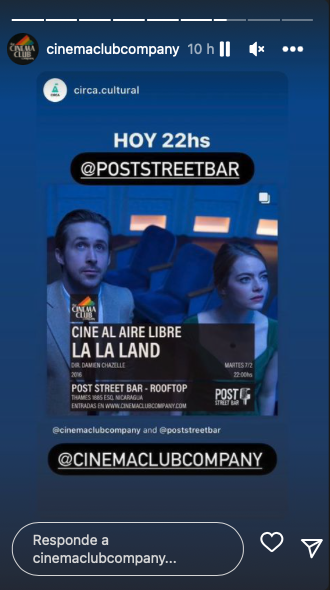 cinemaclubcompany 10 h
circa.cultural
HOY 22hs
@POSTSTREETBAR
CINEMA
CLUB
CINE AL AIRE LIBRE
LA LA LAND
DIR. DAMIEN CHAZELLE
MARTES 7/2
2016
22:00hs
POST STREET BAR - ROOFTOP
THAMES 1885 ESQ. NICARAGUA
ENTRADAS EN WWW.CINEMACLUBCOMPANY.COM
POST
STREET BAR
@cinemaclubcompany and @poststreetbar
@CINEMACLUBCOMPANY
Responde a
cinemaclubcompany...